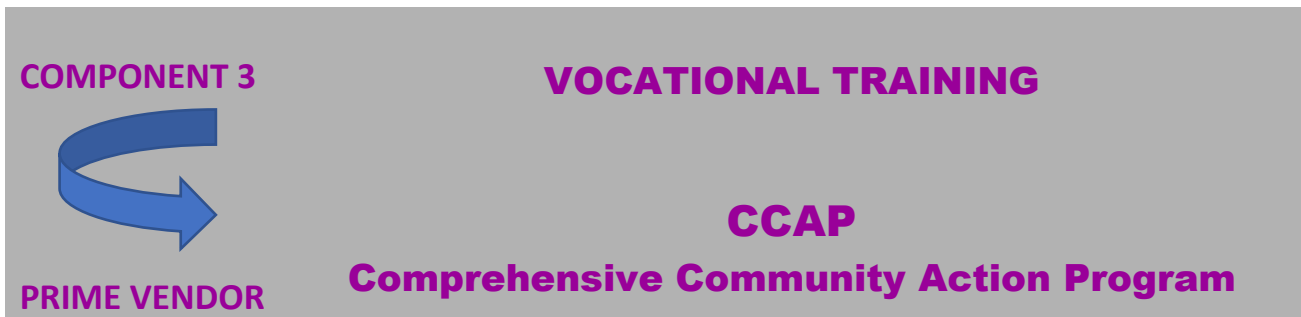 COMPONENT 3
VOCATIONAL TRAINING
CCAP
Comprehensive Community Action Program
PRIME VENDOR